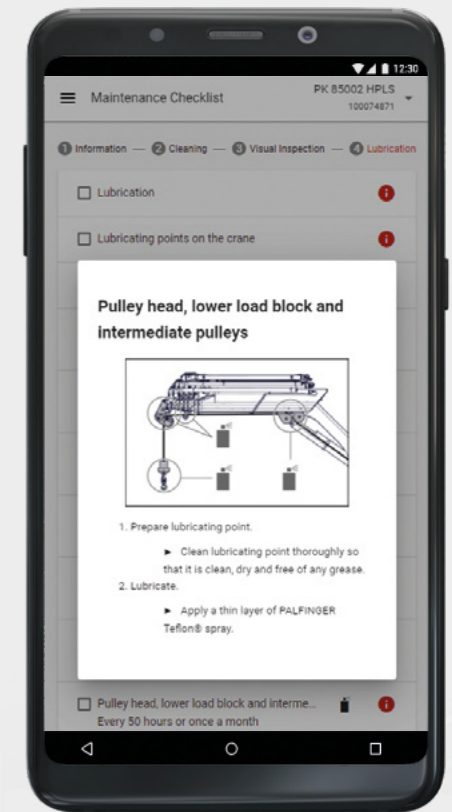 12:30
Maintenance Checklist
PK 85002 HPLS
100074871
1 Information — 2 Cleaning — 3 Visual Inspection — 4 Lubrication
Lubrication
Lubricating points on the crane
Pulley head, lower load block and
intermediate pulleys
1. Prepare lubricating point.
► Clean lubricating point thoroughly so
that it is clean, dry and free of any grease.
2. Lubricate.
► Apply a thin layer of PALFINGER
Teflon® spray.
Pulley head, lower load block and interme...
Every 50 hours or once a month